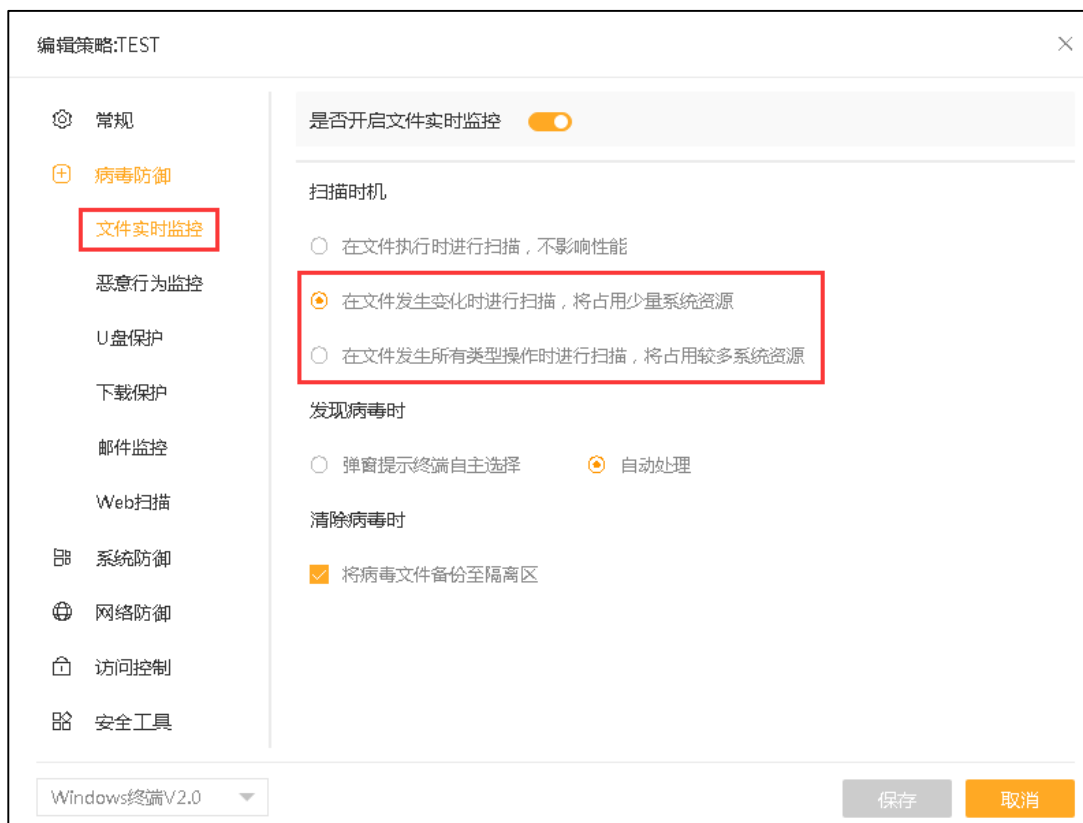 编辑策略:TEST
常规
病毒防御
文件实时监控
恶意行为监控
U盘保护
下载保护
邮件监控
Web扫描
系统防御
网络防御
访问控制
安全工具
是否开启文件实时监控
扫描时机
在文件执行时进行扫描，不影响性能
在文件发生变化时进行扫描，将占用少量系统资源
在文件发生所有类型操作时进行扫描，将占用较多系统资源
发现病毒时
弹窗提示终端自主选择 自动处理
清除病毒时
将病毒文件备份至隔离区
Windows终端V2.0
保存 取消